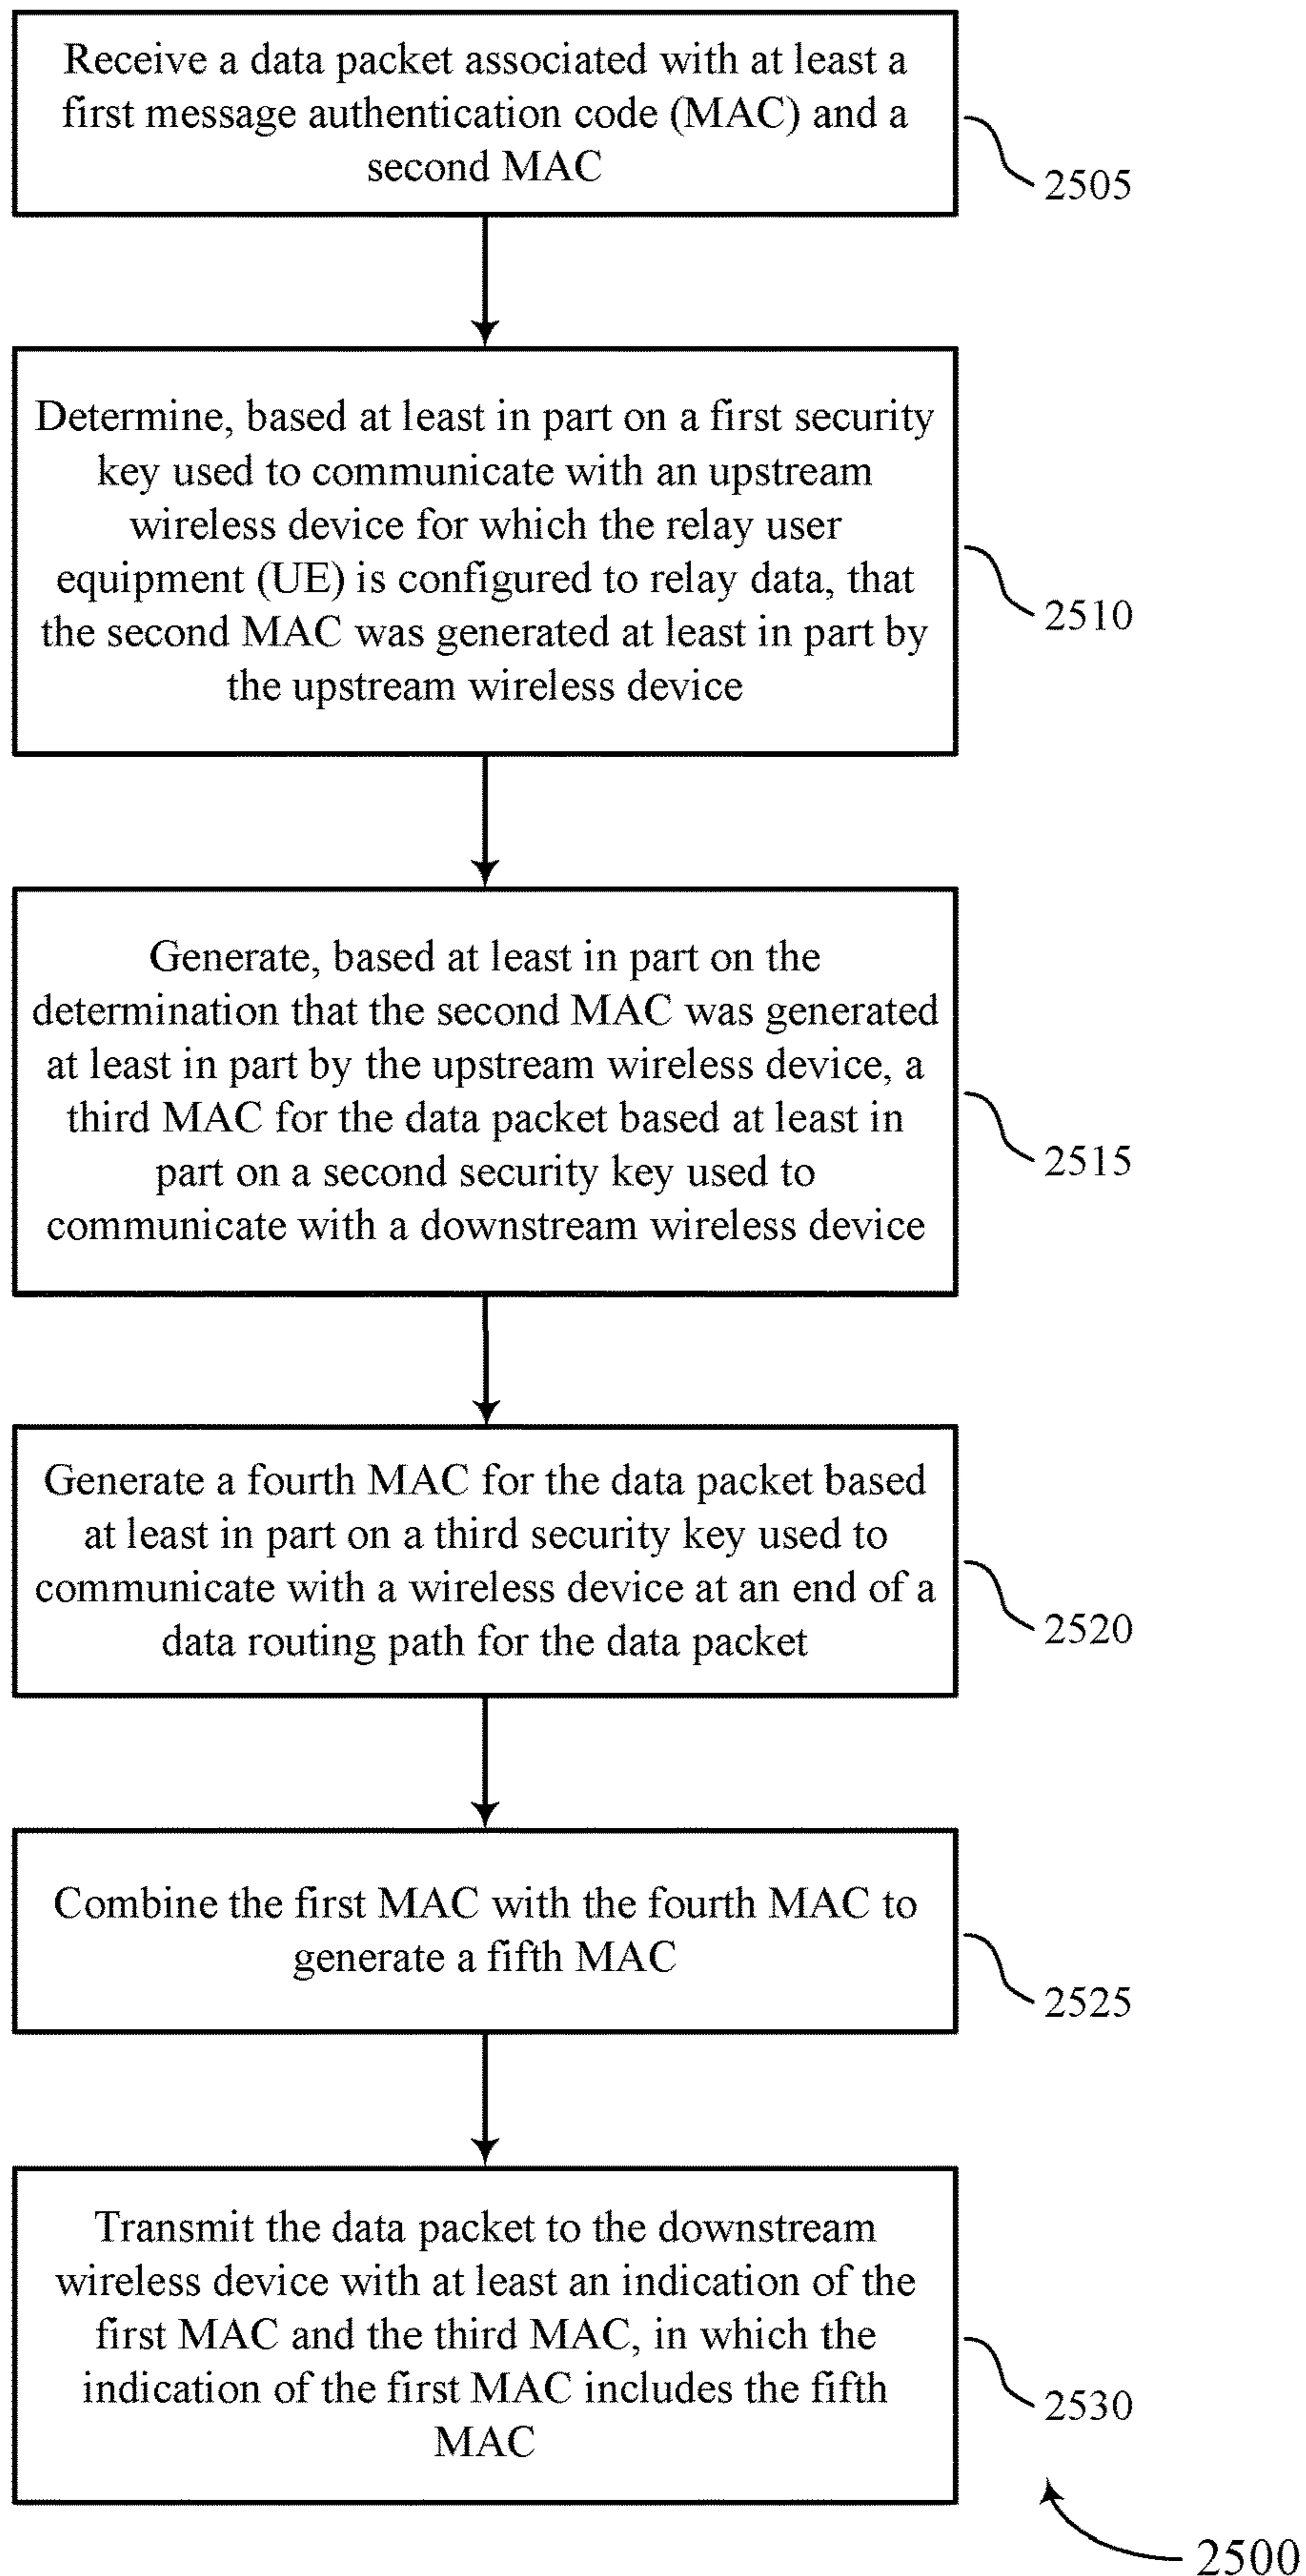 Receive a data packet associated with at least a
first message authentication code (MAC) and a
second MAC
2505
Determine, based at least in part on a first security
key used to communicate with an upstream
wireless device for which the relay user
equipment (UE) is configured to relay data, that
the second MAC was generated at least in part by
the upstream wireless device
2510
Generate, based at least in part on the
determination that the second MAC was generated
at least in part by the upstream wireless device, a
third MAC for the data packet based at least in
part on a second security key used to
communicate with a downstream wireless device
2515
Generate a fourth MAC for the data packet based
at least in part on a third security key used to
communicate with a wireless device at an end of a
data routing path for the data packet
2520
Combine the first MAC with the fourth MAC to
generate a fifth MAC
2525
Transmit the data packet to the downstream
wireless device with at least an indication of the
first MAC and the third MAC, in which the
indication of the first MAC includes the fifth
MAC
2530
2500